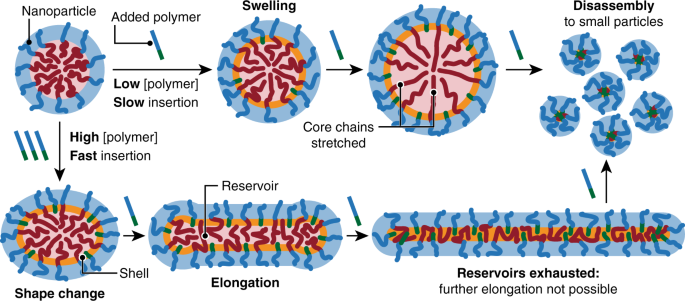 Nanoparticle
Added polymer
Swelling
Disassembly
to small particles
Low [polymer]
Slow insertion
Core chains
stretched
High [polymer]
Fast insertion
Reservoir
Shell
Shape change
Elongation
Reservoirs exhausted:
further elongation not possible